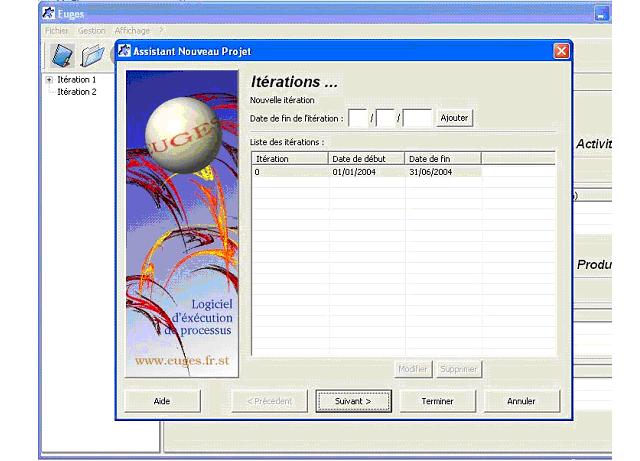 Euges
Fichier Gestion Affichage ?
Assistant Nouveau Projet
Itération 1
Itération 2
EUGES
Logiciel
d'éxécution
de processus
www.euges.fr.st
Itérations ...
Nouvelle itération
Date de fin de l'itération : / / Ajouter
Liste des itérations :
Itération Date de début Date de fin
0 01/01/2004 31/06/2004
Modifier Supprimer
Aide < Précédent Suivant > Terminer Annuler
Activit
Produ